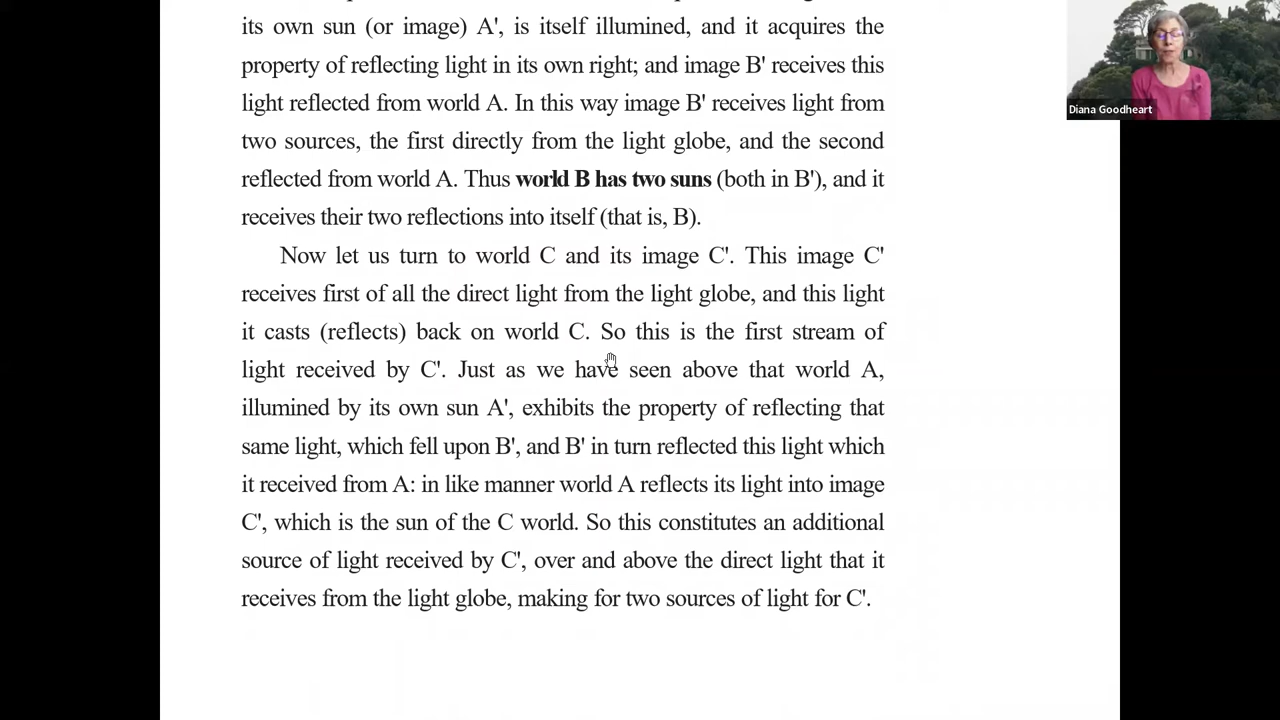 its own sun (or image) A', is itself illumined, and it acquires the
property of reflecting light in its own right; and image B' receives this
light reflected from world A. In this way image B' receives light from
two sources, the first directly from the light globe, and the second
reflected from world A. Thus world B has two suns (both in B'), and it
receives their two reflections into itself (that is, B).
Now let us turn to world C and its image C'. This image C'
receives first of all the direct light from the light globe, and this light
it casts (reflects) back on world C. So this is the first stream of
light received by C'. Just as we have seen above that world A,
illumined by its own sun A', exhibits the property of reflecting that
same light, which fell upon B', and B' in turn reflected this light which
it received from A: in like manner world A reflects its light into image
C', which is the sun of the C world. So this constitutes an additional
source of light received by C', over and above the direct light that it
receives from the light globe, making for two sources of light for C'.
Diana Goodheart